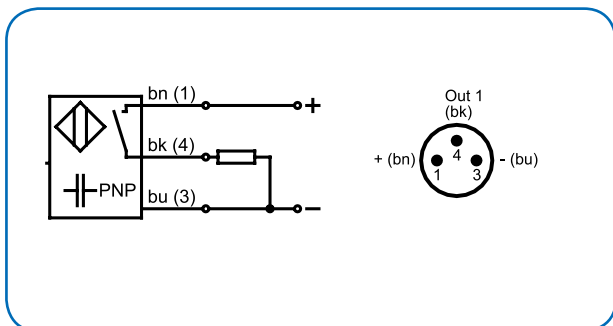 bn (1)
+
bk (4)
PNP
bu (3)
−
Out 1
(bk)
+ (bn)
4
- (bu)
1
3